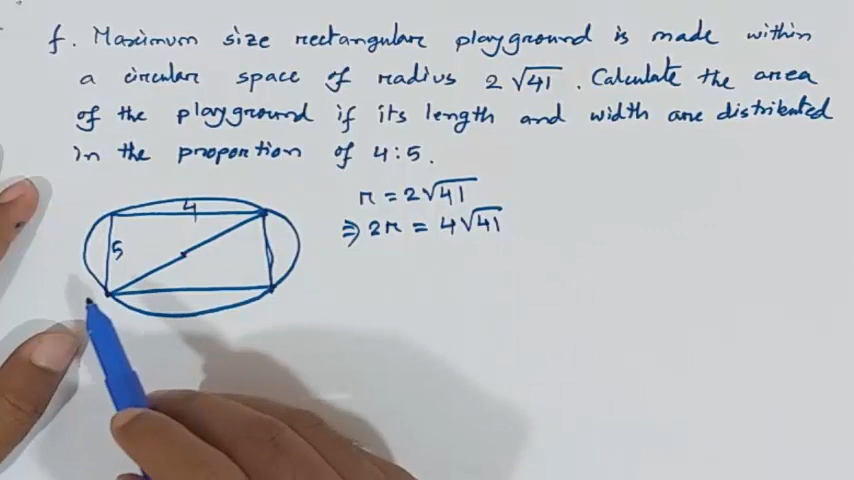 f. Maximum size rectangular playground is made within
a circular space of radius 2√41. Calculate the area
of the playground if its length and width are distributed
in the proportion of 4:5.
4
5
r = 2√41
⇒ 2r = 4√41